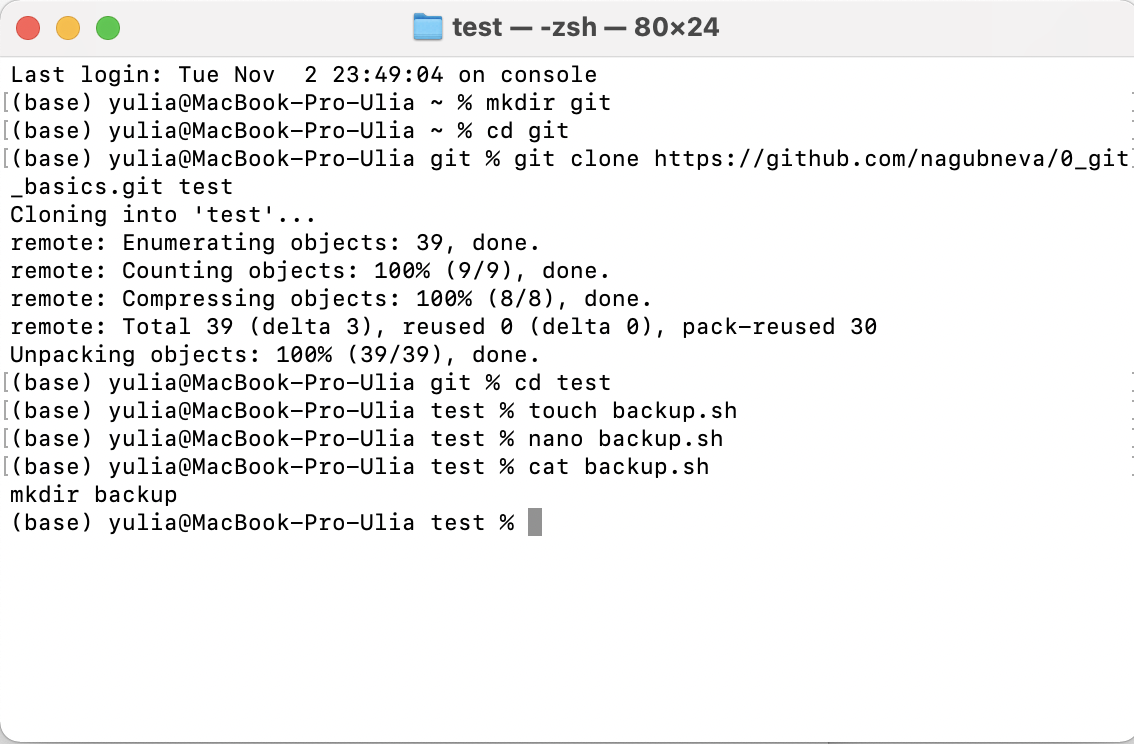 test — -zsh — 80×24
Last login: Tue Nov  2 23:49:04 on console
[(base) yulia@MacBook-Pro-Ulia ~ % mkdir git
[(base) yulia@MacBook-Pro-Ulia ~ % cd git
[(base) yulia@MacBook-Pro-Ulia git % git clone https://github.com/nagubneva/0_git
_basics.git test
Cloning into 'test'...
remote: Enumerating objects: 39, done.
remote: Counting objects: 100% (9/9), done.
remote: Compressing objects: 100% (8/8), done.
remote: Total 39 (delta 3), reused 0 (delta 0), pack-reused 30
Unpacking objects: 100% (39/39), done.
[(base) yulia@MacBook-Pro-Ulia git % cd test
[(base) yulia@MacBook-Pro-Ulia test % touch backup.sh
[(base) yulia@MacBook-Pro-Ulia test % nano backup.sh
[(base) yulia@MacBook-Pro-Ulia test % cat backup.sh
mkdir backup
(base) yulia@MacBook-Pro-Ulia test %